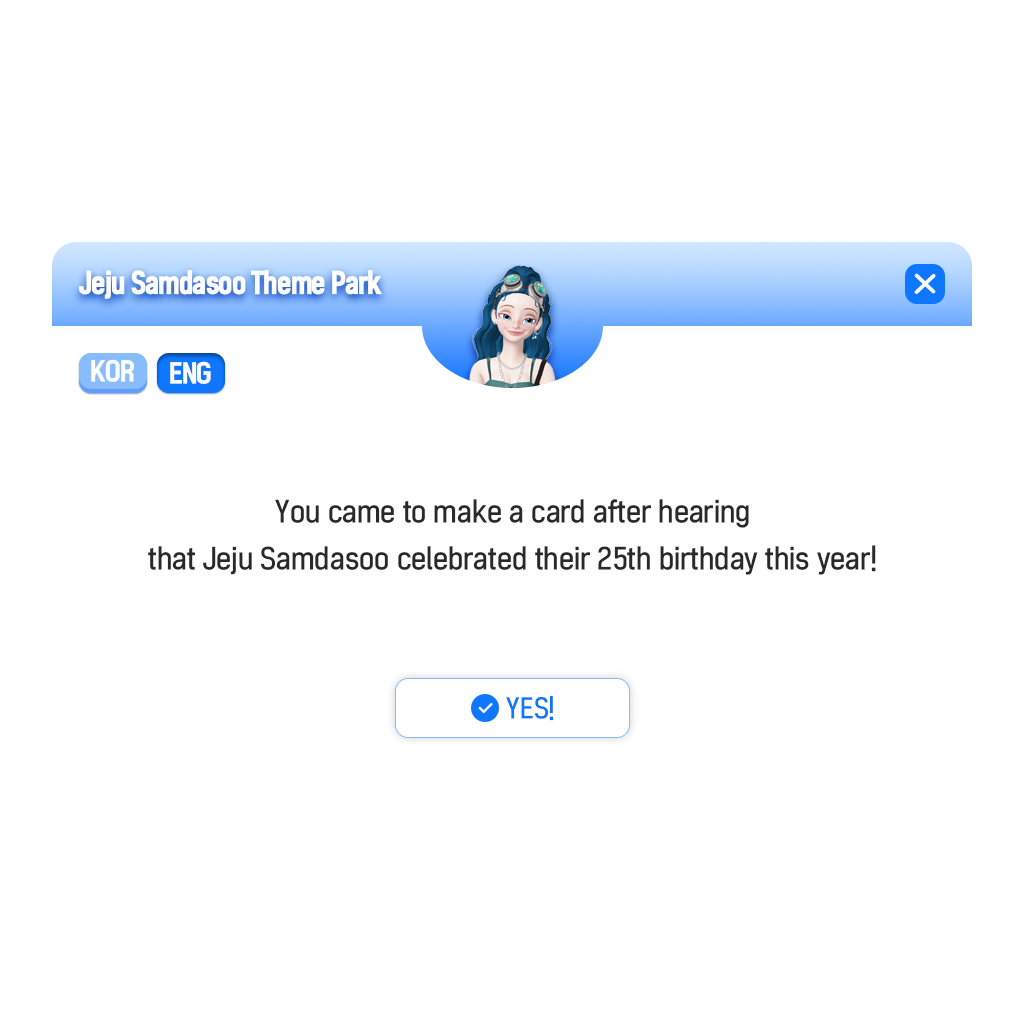 Jeju Samdasoo Theme Park
KOR ENG
You came to make a card after hearing
that Jeju Samdasoo celebrated their 25th birthday this year!
YES!